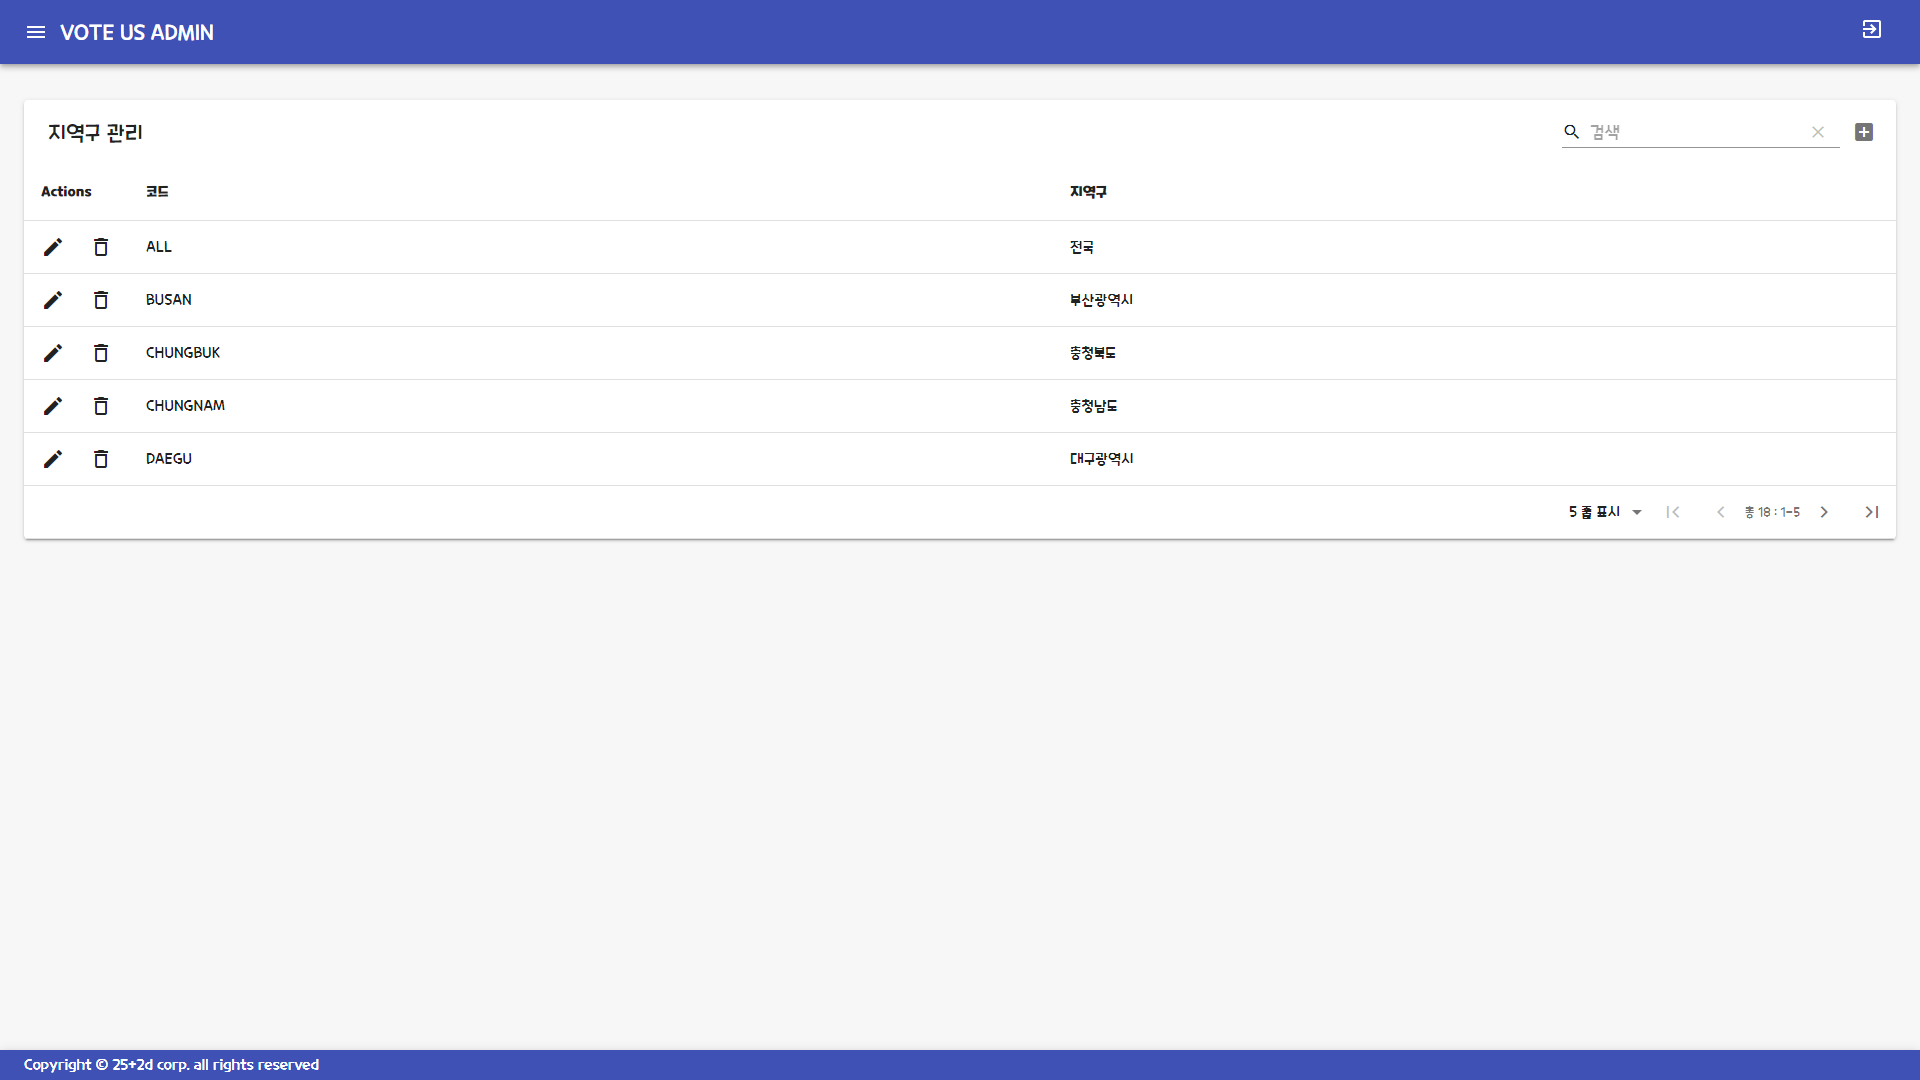 VOTE US ADMIN
지역구 관리
검색
Actions 코드 지역구
ALL 전국
BUSAN 부산광역시
CHUNGBUK 충청북도
CHUNGNAM 충청남도
DAEGU 대구광역시
5 줄 표시 총 18 : 1-5
Copyright © 25+2d corp. all rights reserved